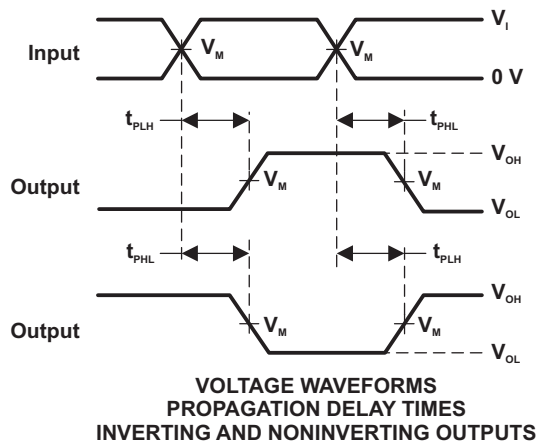 Input
V_M
V_M
V_I
0 V
t_PLH
t_PHL
Output
V_M
V_M
V_OH
V_OL
t_PHL
t_PLH
Output
V_M
V_M
V_OH
V_OL
VOLTAGE WAVEFORMS
PROPAGATION DELAY TIMES
INVERTING AND NONINVERTING OUTPUTS